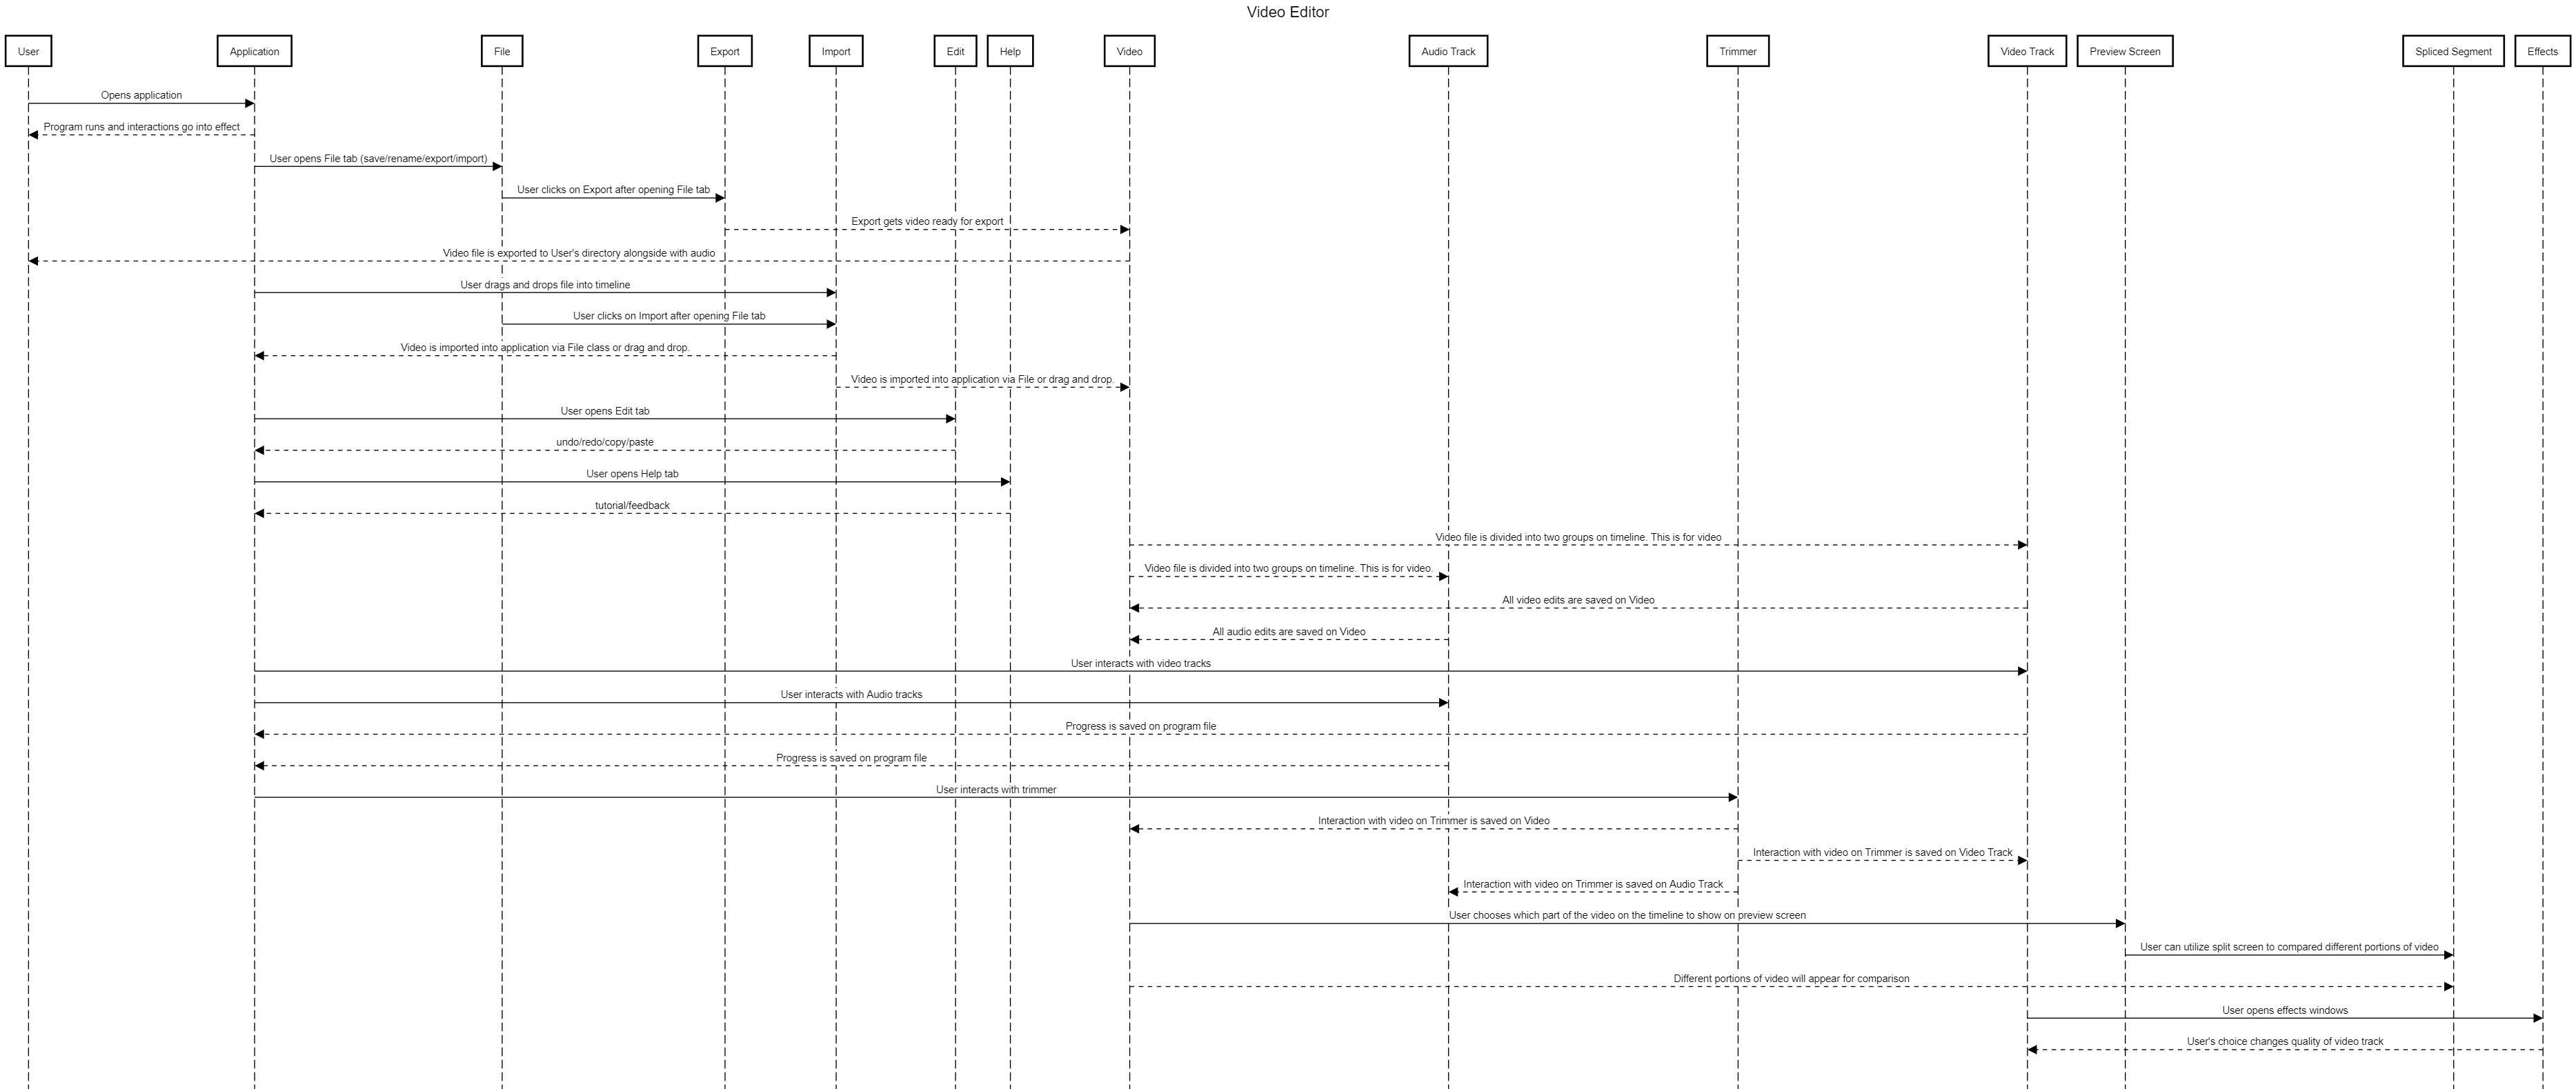 Video Editor
User
Application
File
Export
Import
Edit
Help
Video
Audio Track
Trimmer
Video Track
Preview Screen
Spliced Segment
Effects
Opens application
Program runs and interactions go into effect
User opens File tab (save/rename/export/import)
User clicks on Export after opening File tab
Export gets video ready for export
Video file is exported to User's directory alongside with audio
User drags and drops file into timeline
User clicks on Import after opening File tab
Video is imported into application via File class or drag and drop.
Video is imported into application via File or drag and drop.
User opens Edit tab
undo/redo/copy/paste
User opens Help tab
tutorial/feedback
Video file is divided into two groups on timeline. This is for video
Video file is divided into two groups on timeline. This is for video.
All video edits are saved on Video
All audio edits are saved on Video
User interacts with video tracks
User interacts with Audio tracks
Progress is saved on program file
Progress is saved on program file
User interacts with trimmer
Interaction with video on Trimmer is saved on Video
Interaction with video on Trimmer is saved on Video Track
Interaction with video on Trimmer is saved on Audio Track
User chooses which part of the video on the timeline to show on preview screen
User can utilize split screen to compared different portions of video
Different portions of video will appear for comparison
User opens effects windows
User's choice changes quality of video track